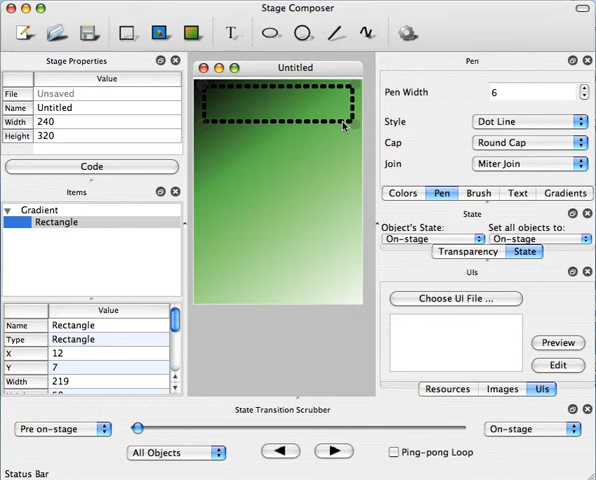 Stage Composer
Stage Properties
Value
File Unsaved
Name Untitled
Width 240
Height 320
Code
Items
Gradient
Rectangle
Value
Name Rectangle
Type Rectangle
X 12
Y 7
Width 219
Untitled
Pen
Pen Width 6
Style Dot Line
Cap Round Cap
Join Miter Join
Colors Pen Brush Text Gradients
State
Object's State: Set all objects to:
On-stage On-stage
Transparency State
UIs
Choose UI File ...
Preview
Edit
Resources Images UIs
State Transition Scrubber
Pre on-stage On-stage
All Objects Ping-pong Loop
Status Bar